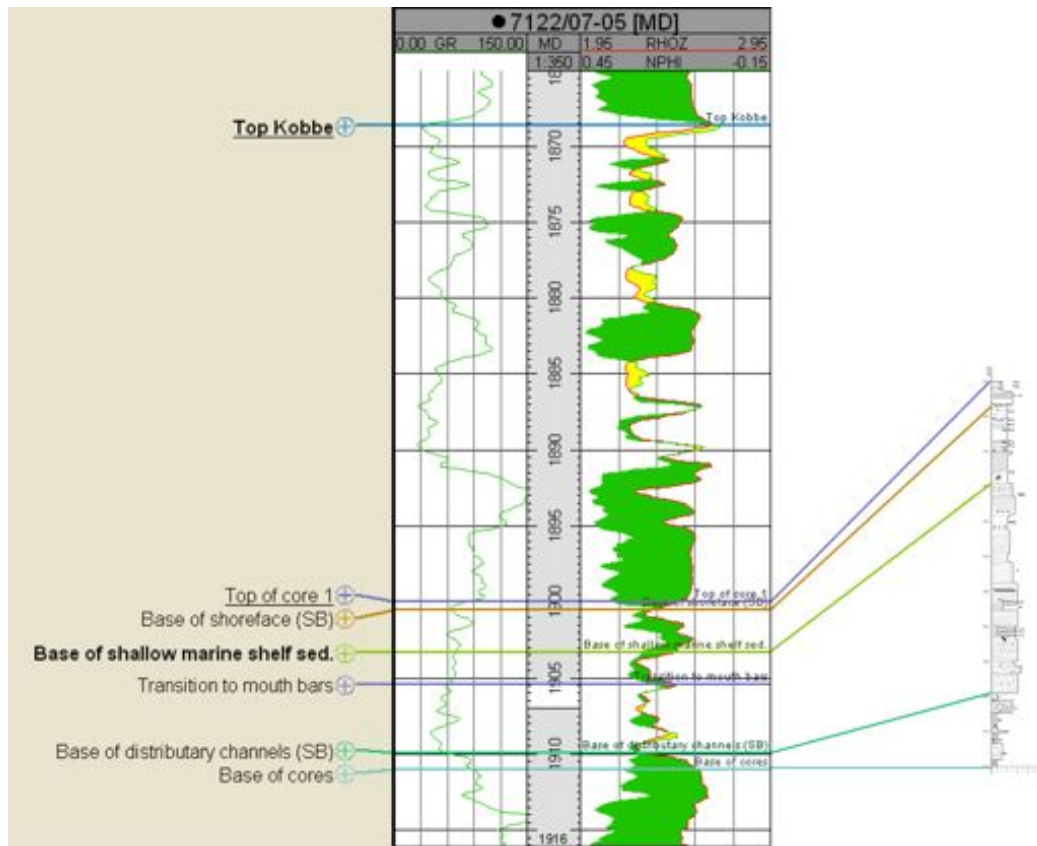 7122/07-05 [MD]
0.00 GR 150.00 MD 1.95 RHOZ 2.95
1:350 0.45 NPHI -0.15
Top Kobbe
Top Kobbe
1870
1875
1880
1885
1890
1895
Top of core 1
Top of core 1
1900
Base of shoreface (SB)
Base of shallow marine shelf sed.
Base of shallow marine shelf sed.
1905
Transition to mouth bars
Transition to mouth bars
Base of distributary channels (SB)
Base of distributary channels (SB)
1910
Base of cores
Base of cores
1916